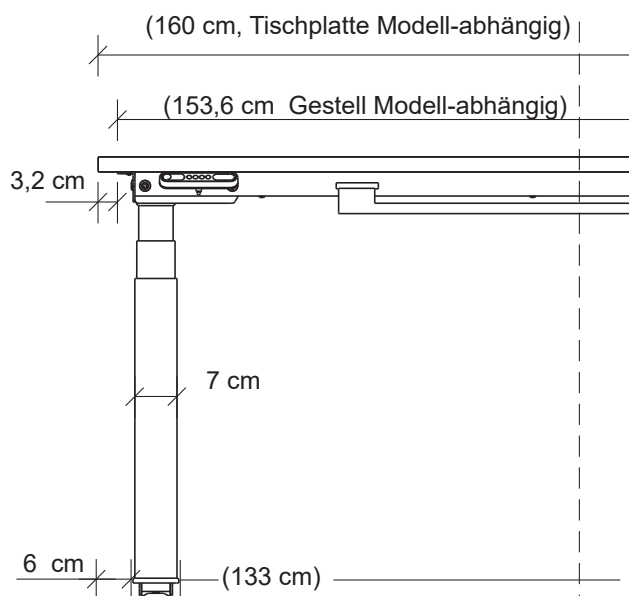 (160 cm, Tischplatte Modell-abhängig)
(153,6 cm Gestell Modell-abhängig)
3,2 cm
7 cm
6 cm
(133 cm)